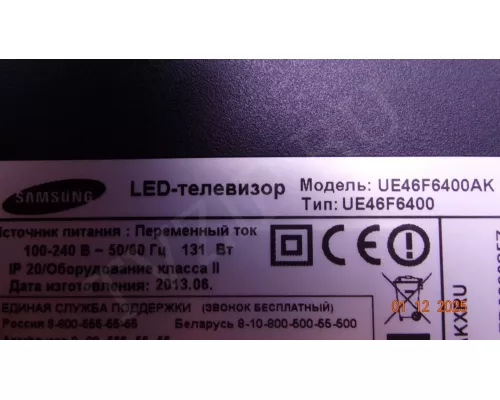 SAMSUNG
LED-телевизор
Модель: UE46F6400AK
Тип: UE46F6400
Источник питания : Переменный ток
100-240 В ~ 50/60 Гц 131 Вт
IP 20/Оборудование класса II
Дата изготовления: 2013.06.
ЕДИНАЯ СЛУЖБА ПОДДЕРЖКИ (ЗВОНОК БЕСПЛАТНЫЙ)
Россия 8-800-555-55-55 Беларусь 8-10-800-500-55-500
01 12 2025
AKXRU